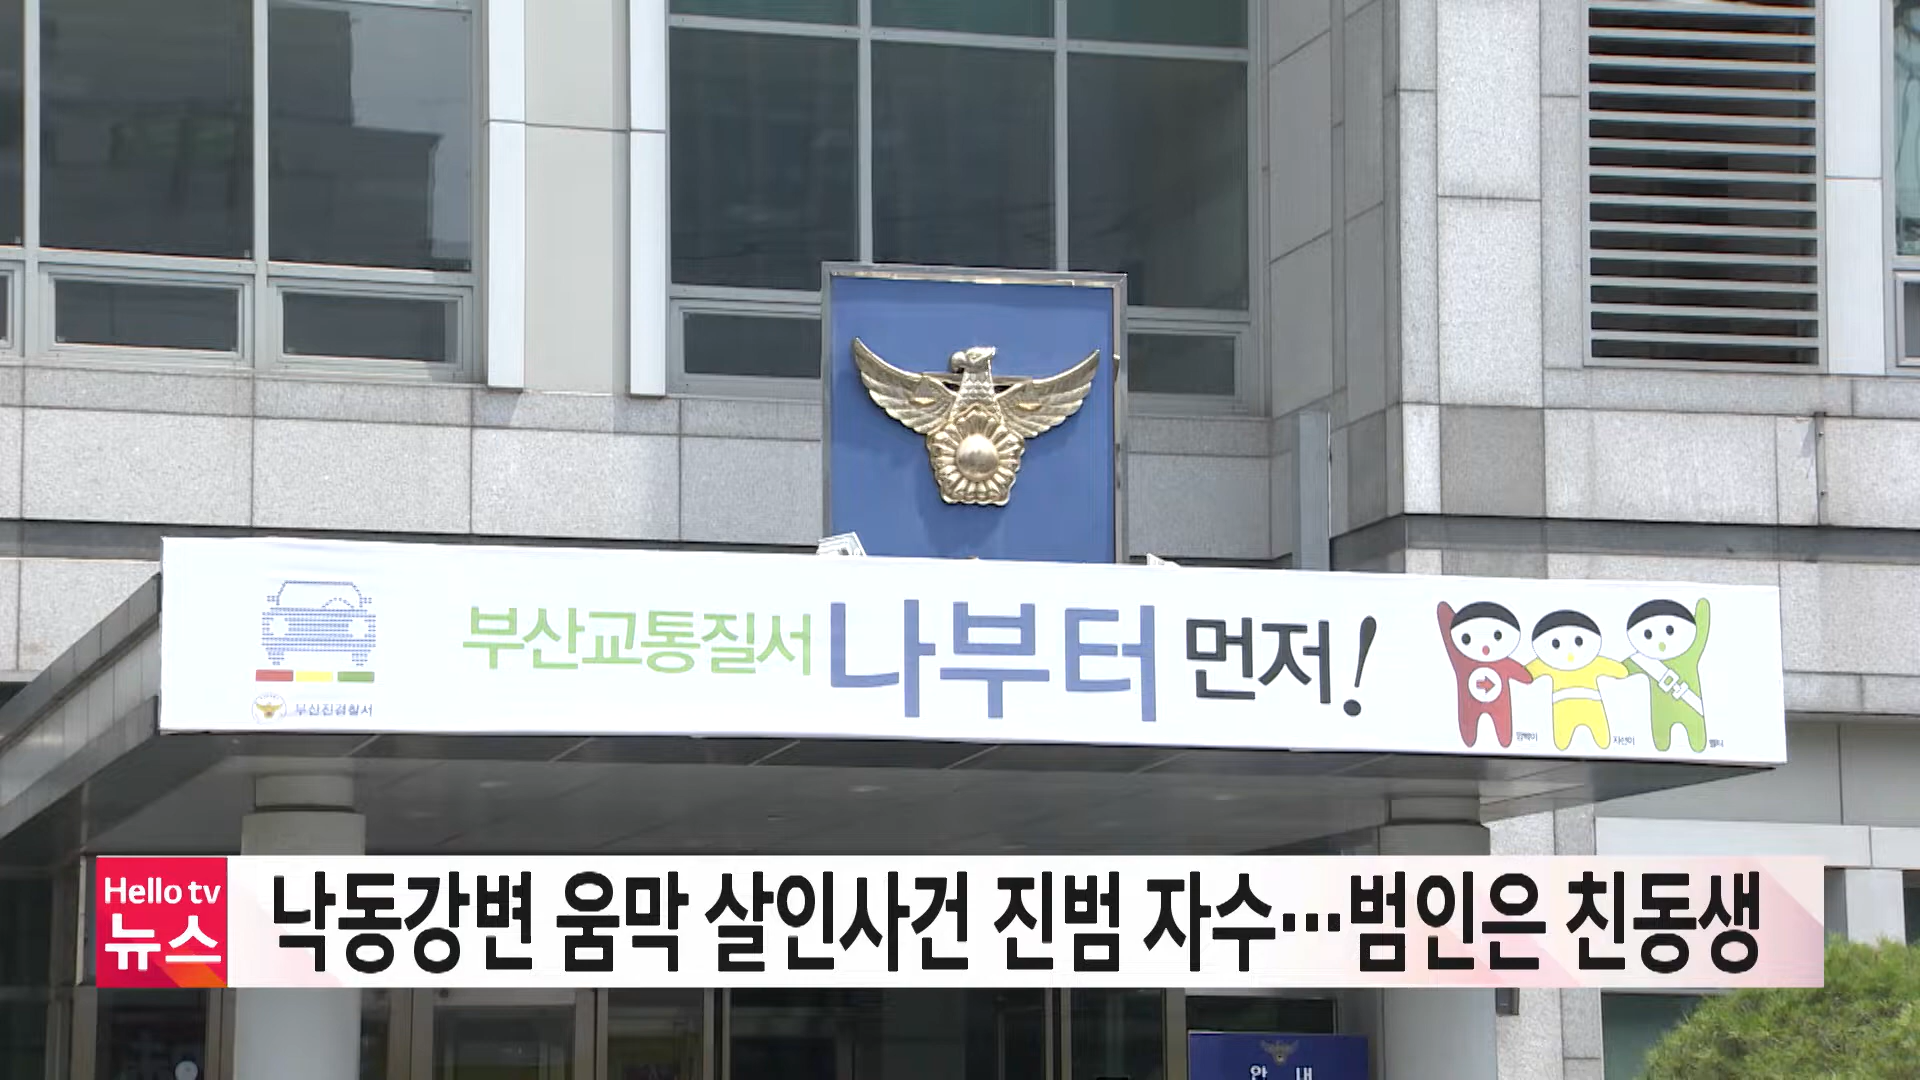 부산교통질서 나부터 먼저!
부산진경찰서
Hello tv
뉴스
낙동강변 움막 살인사건 진범 자수…범인은 친동생
안 내